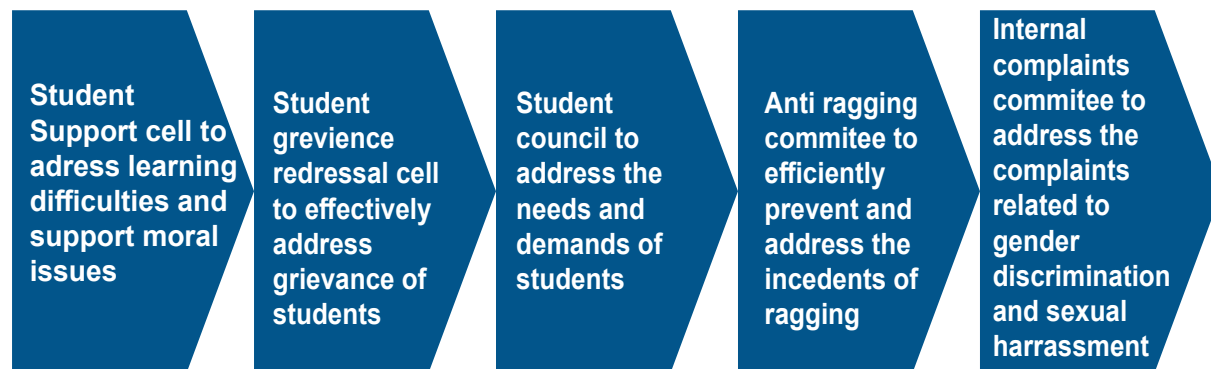 Student
Support cell to
adress learning
difficulties and
support moral
issues
Student
grevience
redressal cell
to effectively
address
grievance of
students
Student
council to
address the
needs and
demands of
students
Anti ragging
commitee to
efficiently
prevent and
address the
incedents of
ragging
Internal
complaints
commitee to
address the
complaints
related to
gender
discrimination
and sexual
harrassment